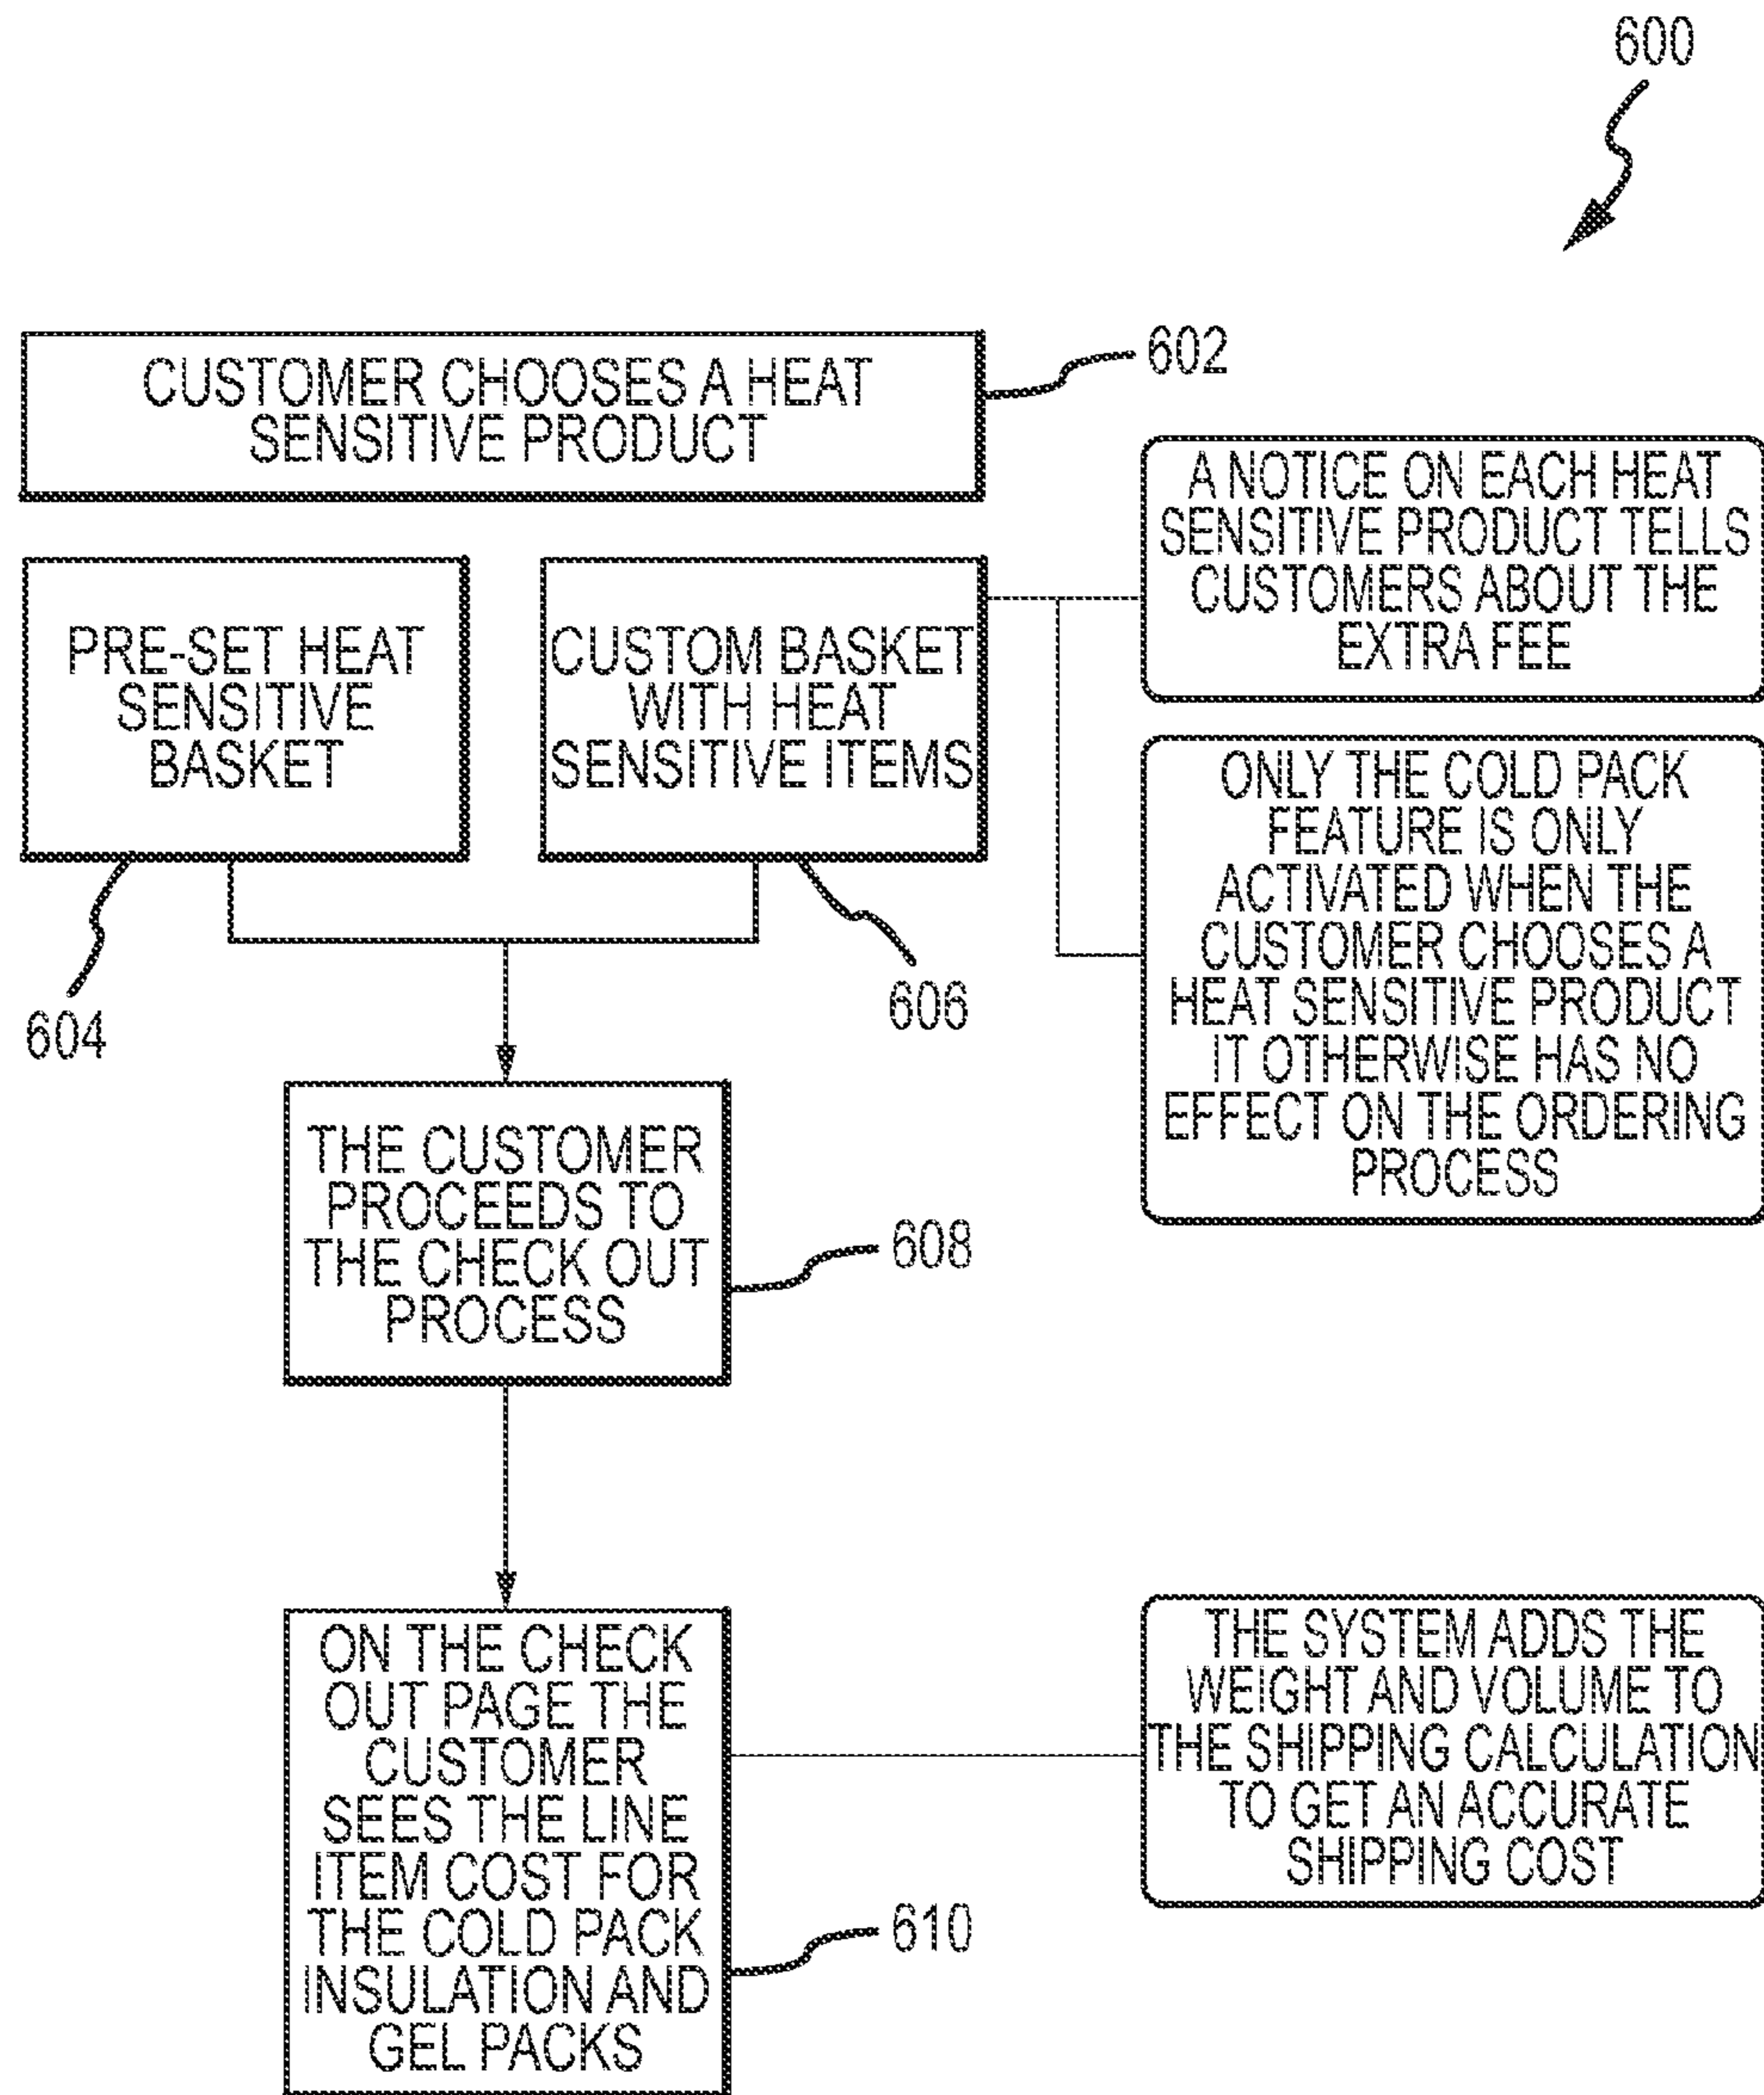 600
CUSTOMER CHOOSES A HEAT
SENSITIVE PRODUCT
602
PRE-SET HEAT
SENSITIVE
BASKET
604
CUSTOM BASKET
WITH HEAT
SENSITIVE ITEMS
606
A NOTICE ON EACH HEAT
SENSITIVE PRODUCT TELLS
CUSTOMERS ABOUT THE
EXTRA FEE
ONLY THE COLD PACK
FEATURE IS ONLY
ACTIVATED WHEN THE
CUSTOMER CHOOSES A
HEAT SENSITIVE PRODUCT
IT OTHERWISE HAS NO
EFFECT ON THE ORDERING
PROCESS
THE CUSTOMER
PROCEEDS TO
THE CHECK OUT
PROCESS
608
ON THE CHECK
OUT PAGE THE
CUSTOMER
SEES THE LINE
ITEM COST FOR
THE COLD PACK
INSULATION AND
GEL PACKS
610
THE SYSTEM ADDS THE
WEIGHT AND VOLUME TO
THE SHIPPING CALCULATION
TO GET AN ACCURATE
SHIPPING COST